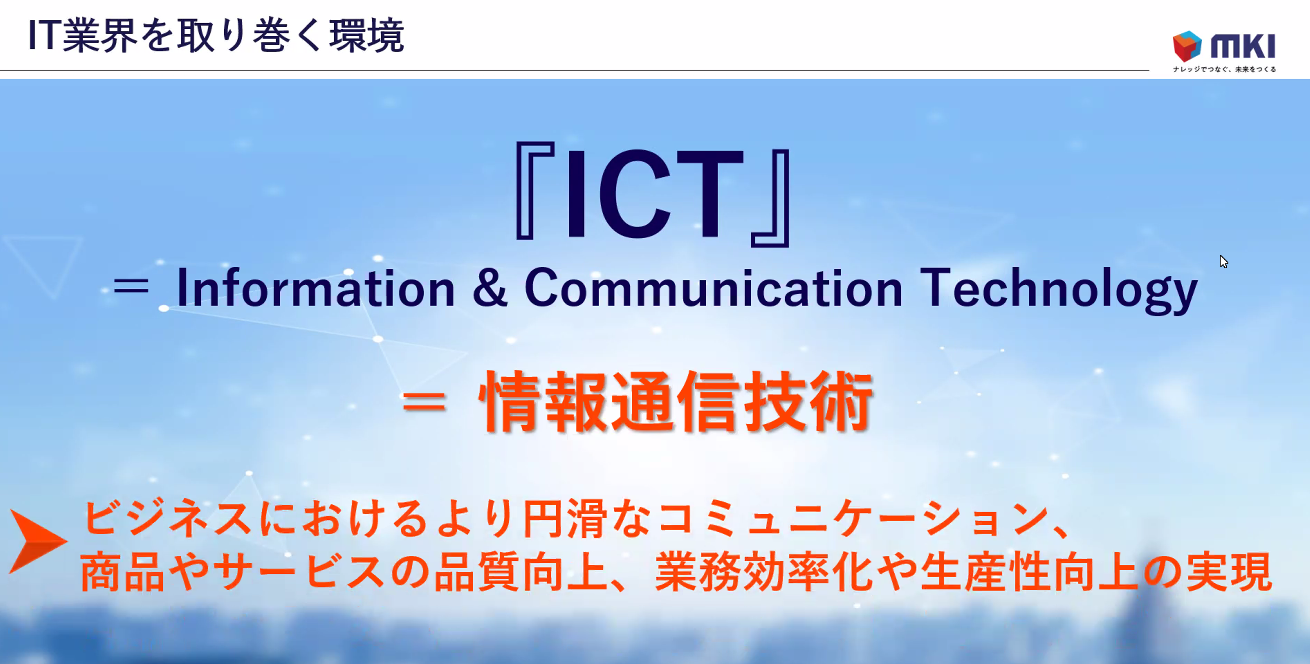 IT業界を取り巻く環境
MKI
ナレッジでつなぐ、未来をつくる
『ICT』
＝ Information & Communication Technology
＝ 情報通信技術
ビジネスにおけるより円滑なコミュニケーション、
商品やサービスの品質向上、業務効率化や生産性向上の実現